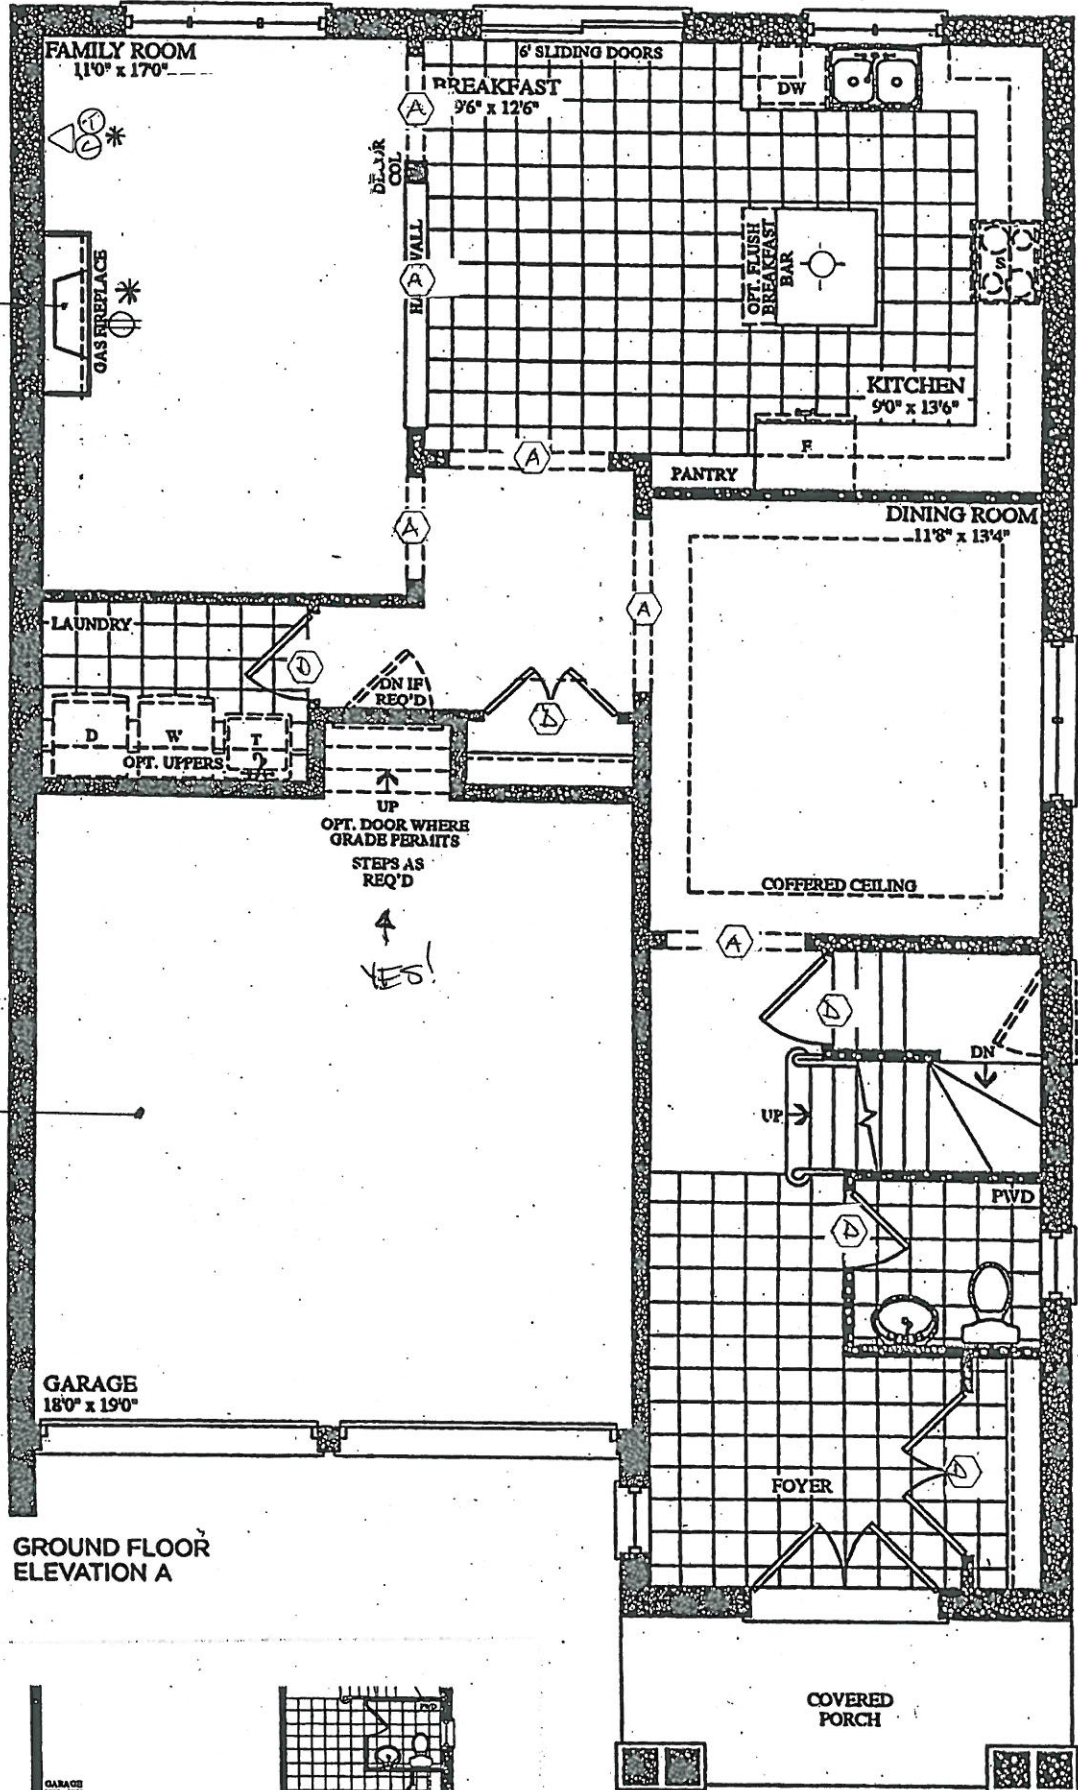 FAMILY ROOM
11'0" x 17'0"
6' SLIDING DOORS
BREAKFAST
9'6" x 12'6"
DW
A
COL
WALL
A
GAS FIREPLACE
OPT. FLUSH
BREAKFAST
BAR
S
KITCHEN
9'0" x 13'6"
F
A
PANTRY
DINING ROOM
11'8" x 13'4"
A
A
LAUNDRY
D
DN IF
REQ'D
D
D
W
T
OPT. UPPERS
UP
OPT. DOOR WHERE
GRADE PERMITS
STEPS AS
REQ'D
YES!
COFFERED CEILING
A
D
DN
UP
PWD
D
GARAGE
18'0" x 19'0"
FOYER
D
GROUND FLOOR
ELEVATION A
COVERED
PORCH
PWD
GARAGE